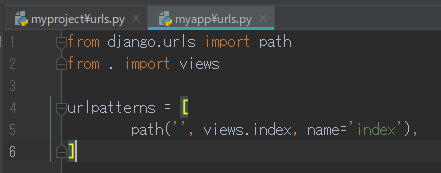 myproject¥urls.py
myapp¥urls.py
1 from django.urls import path
2 from . import views
3
4 urlpatterns = [
5 path('', views.index, name='index'),
6 ]